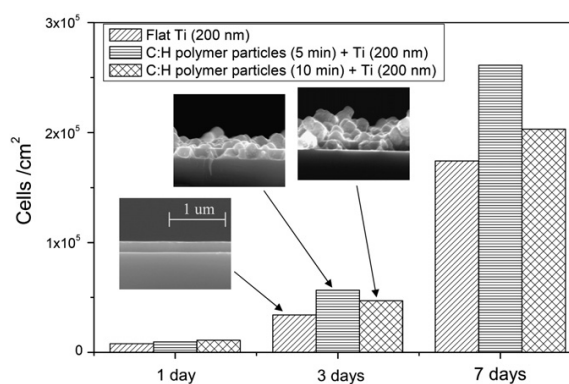 3x10⁵
Flat Ti (200 nm)
C:H polymer particles (5 min) + Ti (200 nm)
C:H polymer particles (10 min) + Ti (200 nm)
2x10⁵
Cells /cm²
1 um
1x10⁵
0
1 day
3 days
7 days